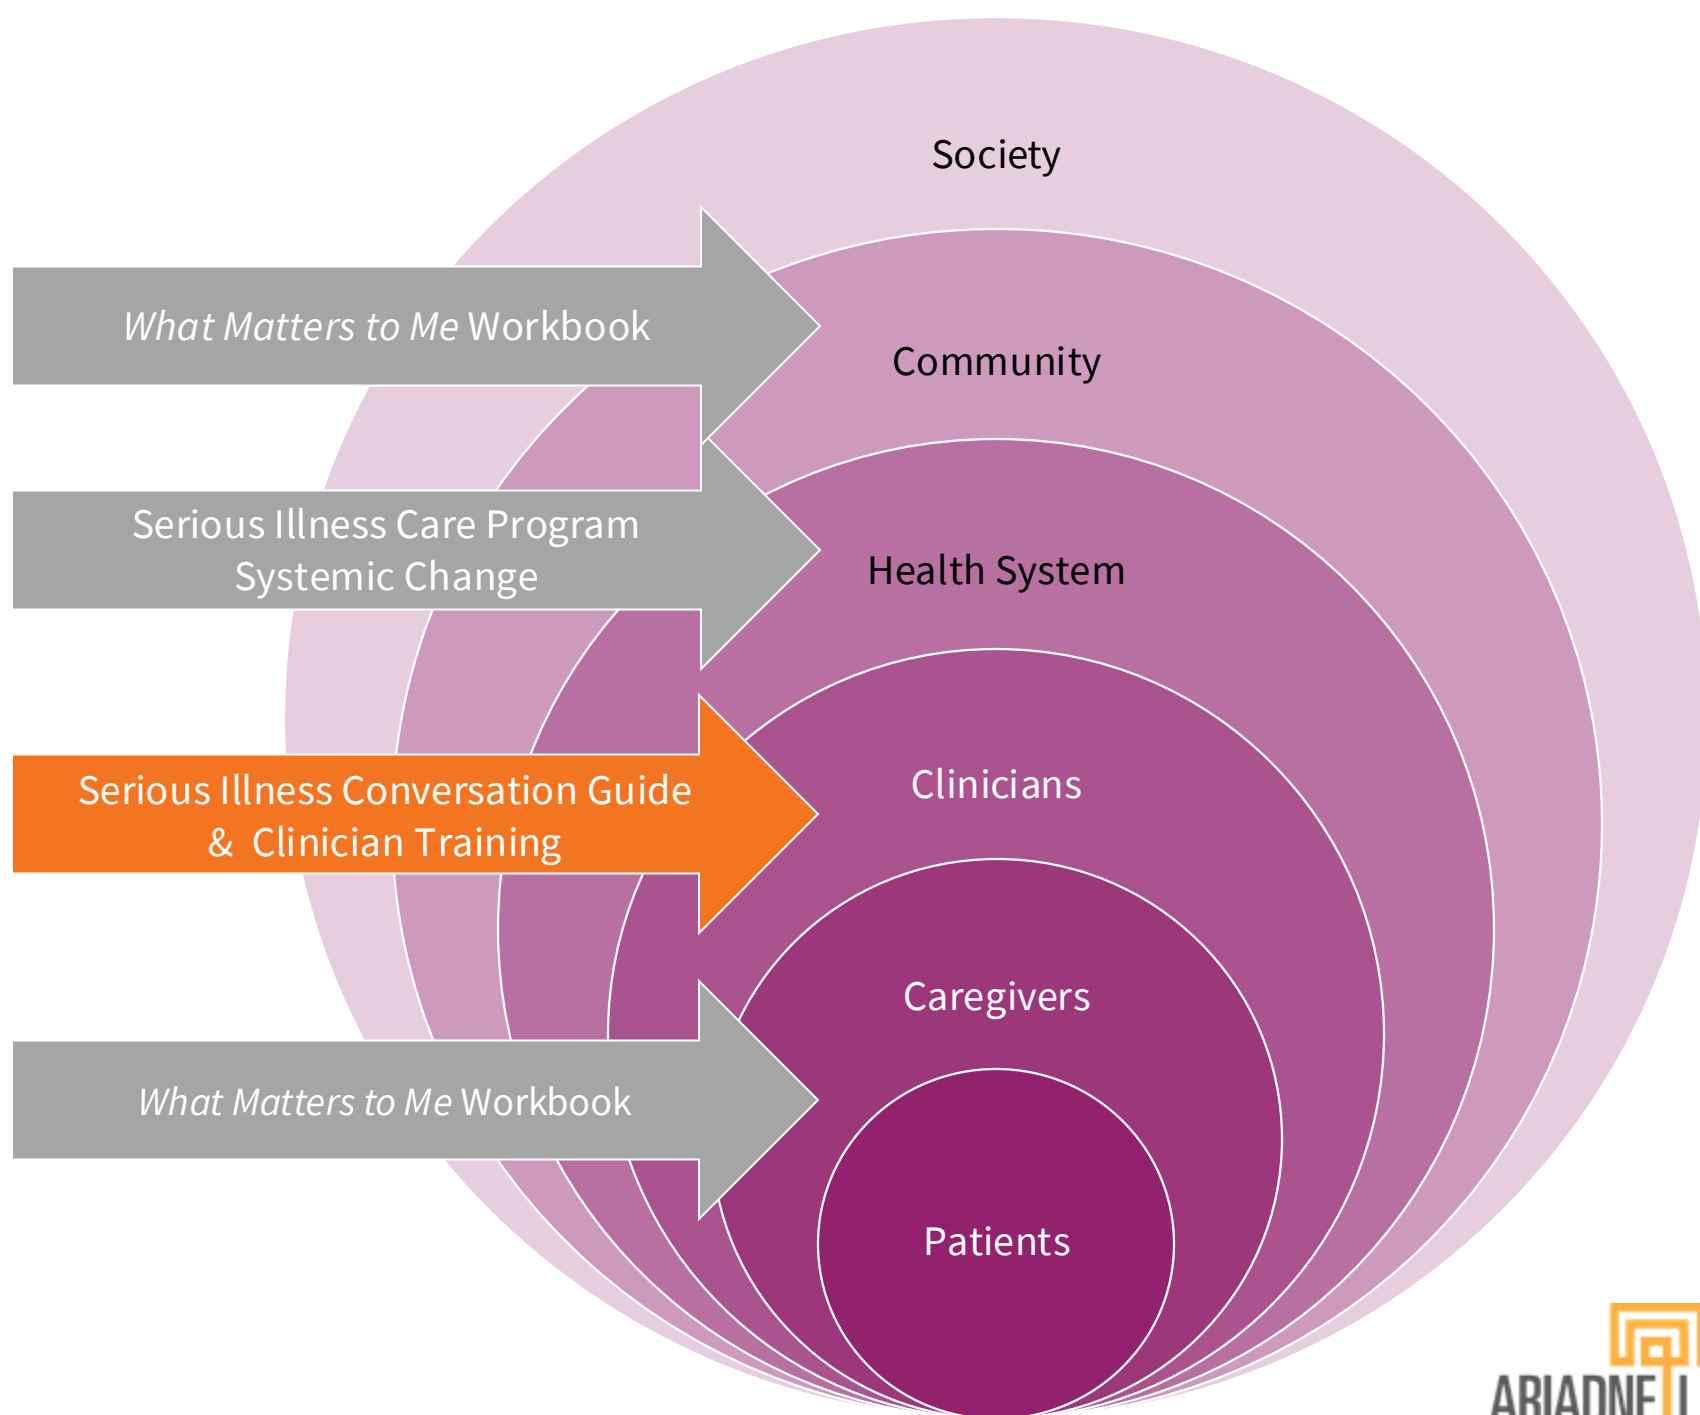 Society
What Matters to Me Workbook
Community
Serious Illness Care Program
Systemic Change
Health System
Serious Illness Conversation Guide
& Clinician Training
Clinicians
Caregivers
What Matters to Me Workbook
Patients
ARIADNE L